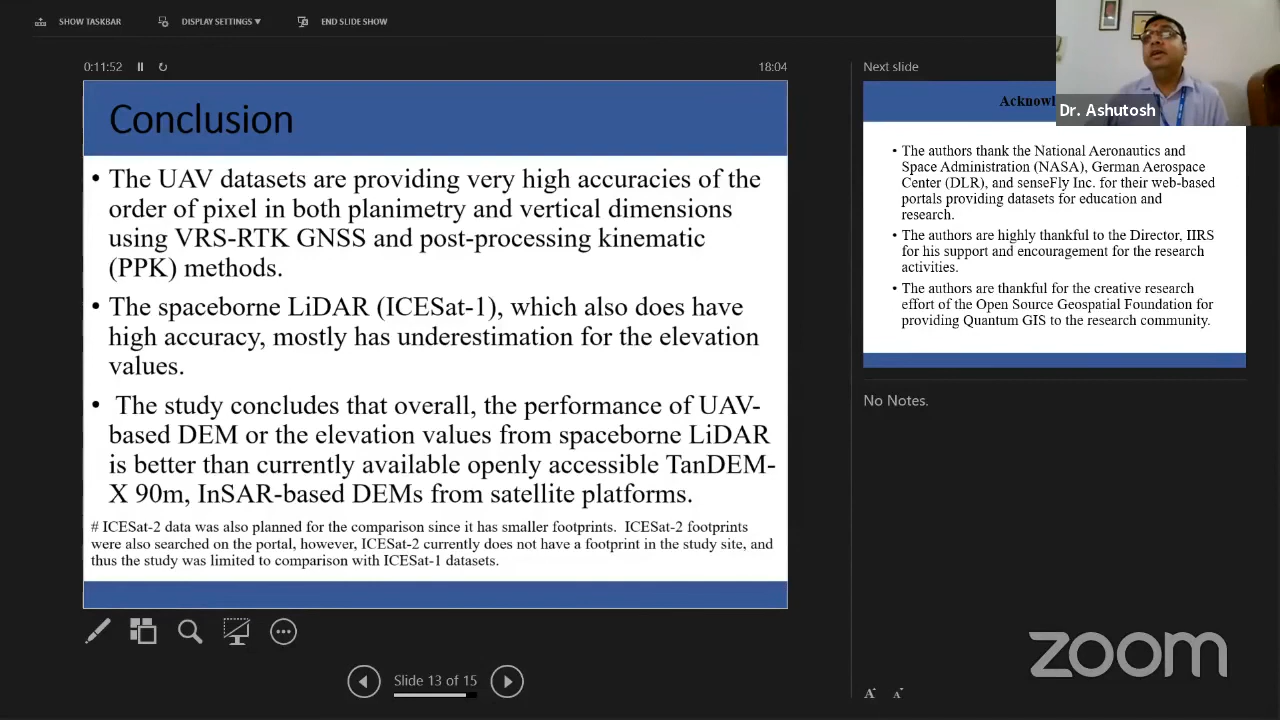 SHOW TASKBAR
DISPLAY SETTINGS ▼
END SLIDE SHOW
0:11:52
18:04
Conclusion
• The UAV datasets are providing very high accuracies of the
order of pixel in both planimetry and vertical dimensions
using VRS-RTK GNSS and post-processing kinematic
(PPK) methods.
• The spaceborne LiDAR (ICESat-1), which also does have
high accuracy, mostly has underestimation for the elevation
values.
• The study concludes that overall, the performance of UAV-
based DEM or the elevation values from spaceborne LiDAR
is better than currently available openly accessible TanDEM-
X 90m, InSAR-based DEMs from satellite platforms.
# ICESat-2 data was also planned for the comparison since it has smaller footprints. ICESat-2 footprints
were also searched on the portal, however, ICESat-2 currently does not have a footprint in the study site, and
thus the study was limited to comparison with ICESat-1 datasets.
Slide 13 of 15
Next slide
Acknowl
Dr. Ashutosh
• The authors thank the National Aeronautics and
Space Administration (NASA), German Aerospace
Center (DLR), and senseFly Inc. for their web-based
portals providing datasets for education and
research.
• The authors are highly thankful to the Director, IIRS
for his support and encouragement for the research
activities.
• The authors are thankful for the creative research
effort of the Open Source Geospatial Foundation for
providing Quantum GIS to the research community.
No Notes.
zoom
A A